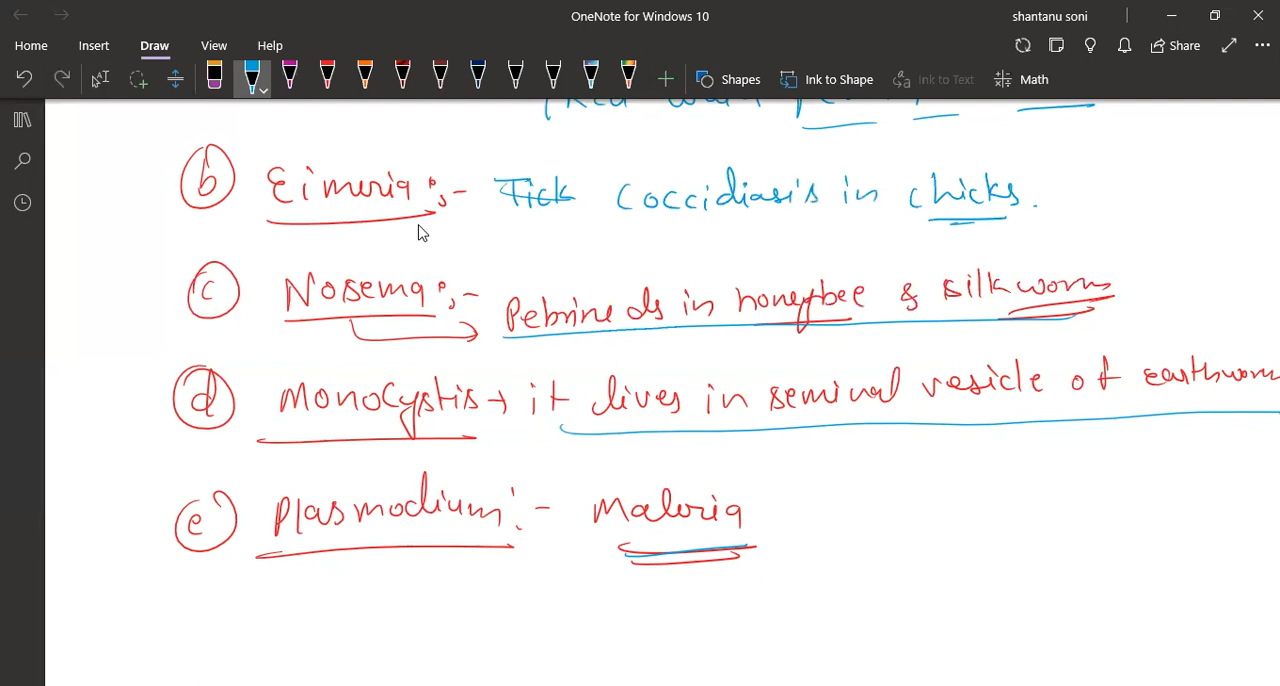 OneNote for Windows 10
shantanu soni
Home Insert Draw View Help
Share
Shapes Ink to Shape Ink to Text Math
b Eimeria :- Tick Coccidiasis in chicks.
c Nosema :- Pebrine ds in honeybee & silkworm
d Monocystis → it lives in seminal vesicle of earthworm
e Plasmodium :- Malaria